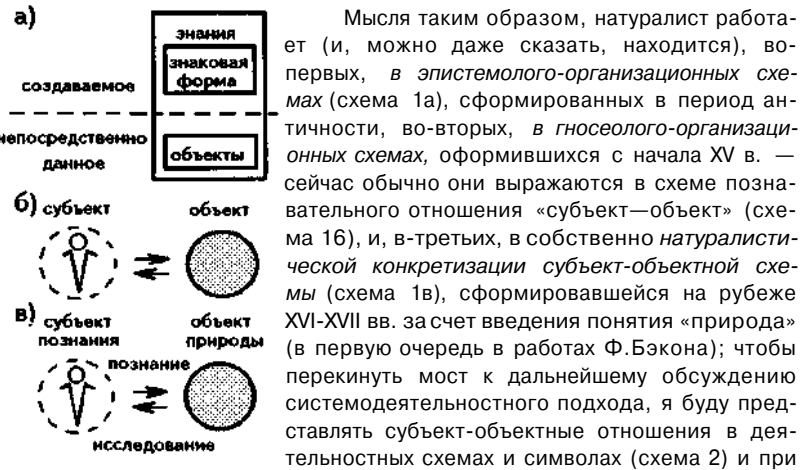 а)
знания
знаковая
форма
создаваемое
непосредственно
данное
объекты
б) субъект объект
в) субъект объект
познания природы
познание
исследование
Мысля таким образом, натуралист работа-
ет (и, можно даже сказать, находится), во-
первых, в эпистемолого-организационных схе-
мах (схема 1а), сформированных в период ан-
тичности, во-вторых, в гносеолого-организаци-
онных схемах, оформившихся с начала XV в. —
сейчас обычно они выражаются в схеме позна-
вательного отношения «субъект—объект» (схе-
ма 16), и, в-третьих, в собственно натуралисти-
ческой конкретизации субъект-объектной схе-
мы (схема 1в), сформировавшейся на рубеже
XVI-XVII вв. за счет введения понятия «природа»
(в первую очередь в работах Ф.Бэкона); чтобы
перекинуть мост к дальнейшему обсуждению
системодеятельностного подхода, я буду пред-
ставлять субъект-объектные отношения в дея-
тельностных схемах и символах (схема 2) и при